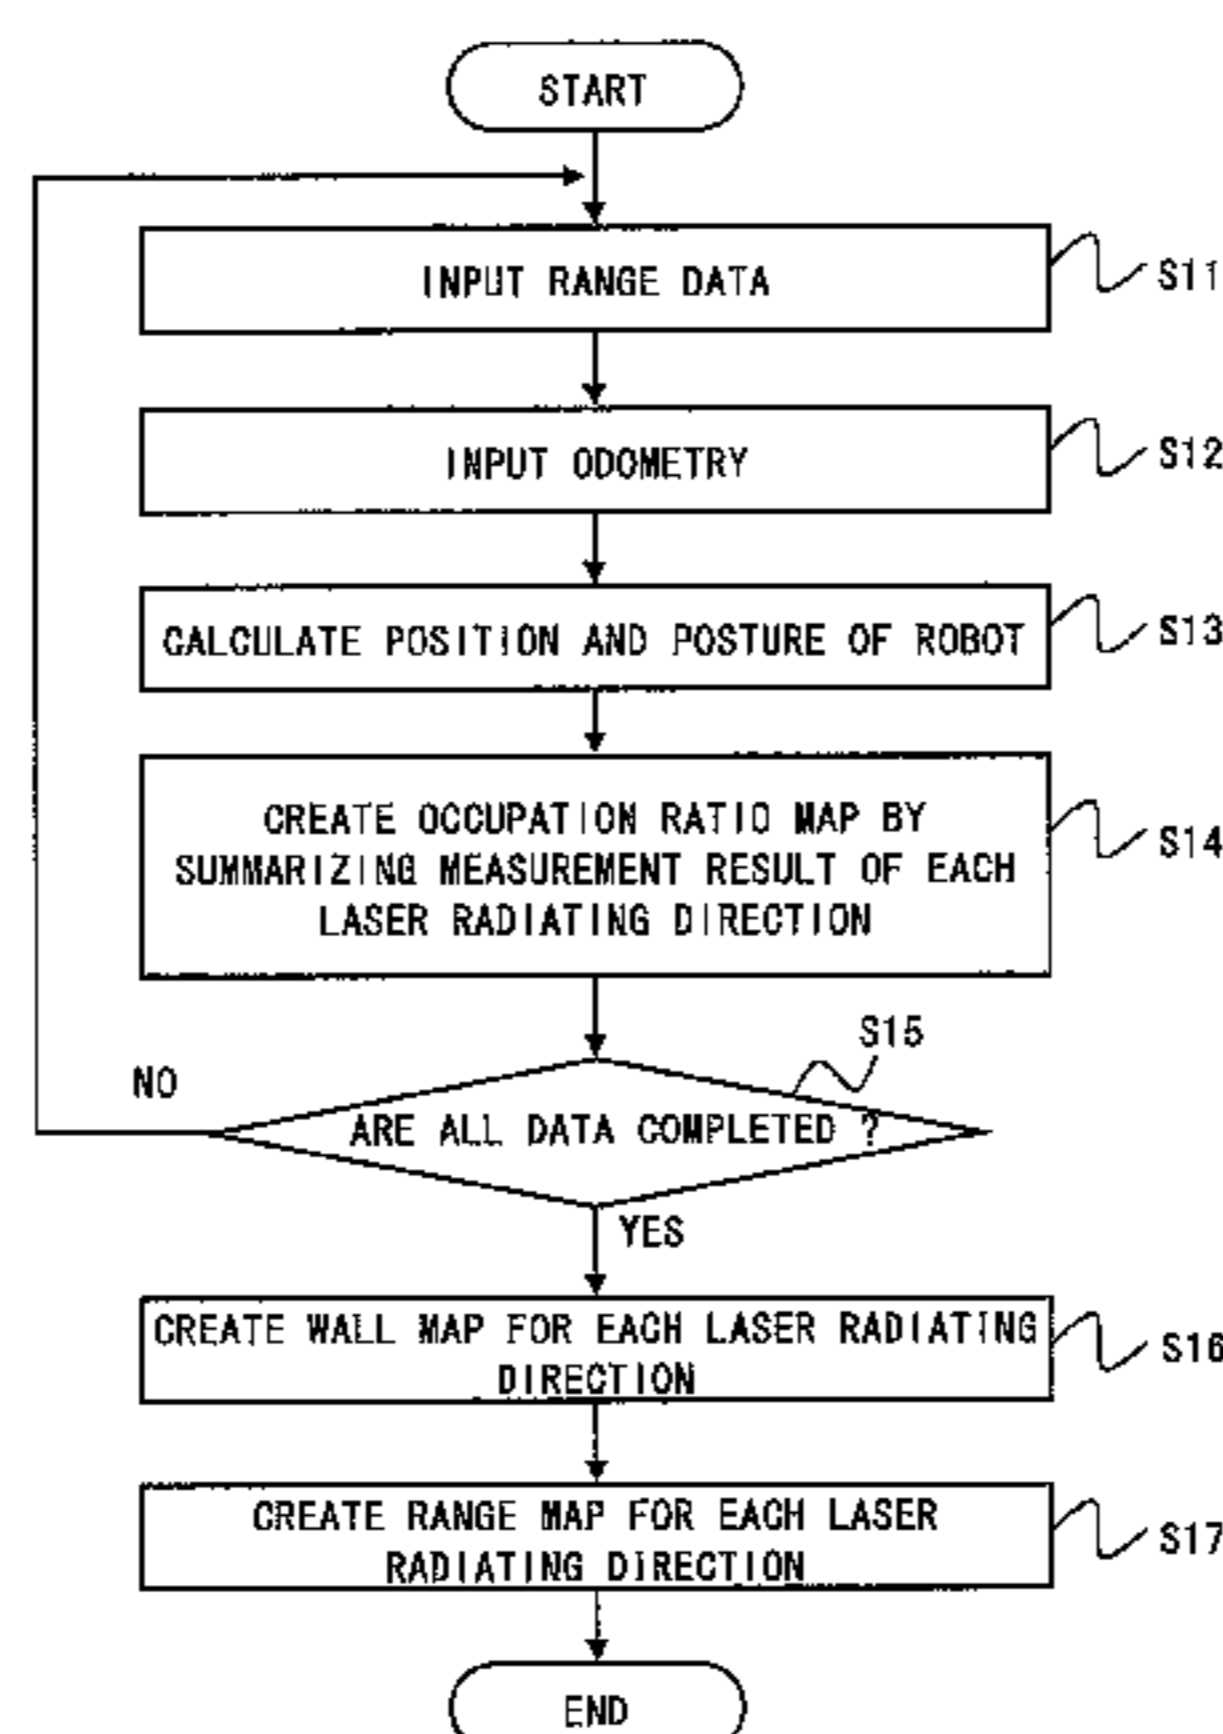 START
INPUT RANGE DATA
S11
INPUT ODOMETRY
S12
CALCULATE POSITION AND POSTURE OF ROBOT
S13
CREATE OCCUPATION RATIO MAP BY
SUMMARIZING MEASUREMENT RESULT OF EACH
LASER RADIATING DIRECTION
S14
S15
NO
ARE ALL DATA COMPLETED ?
YES
CREATE WALL MAP FOR EACH LASER RADIATING
DIRECTION
S16
CREATE RANGE MAP FOR EACH LASER
RADIATING DIRECTION
S17
END